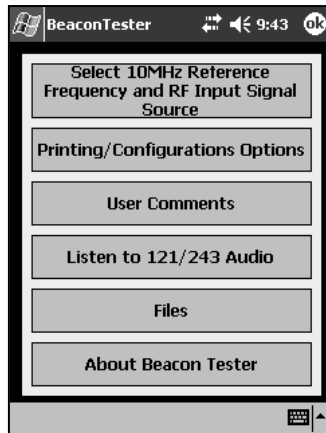 BeaconTester 9:43 ok
Select 10MHz Reference
Frequency and RF Input Signal
Source
Printing/Configurations Options
User Comments
Listen to 121/243 Audio
Files
About Beacon Tester